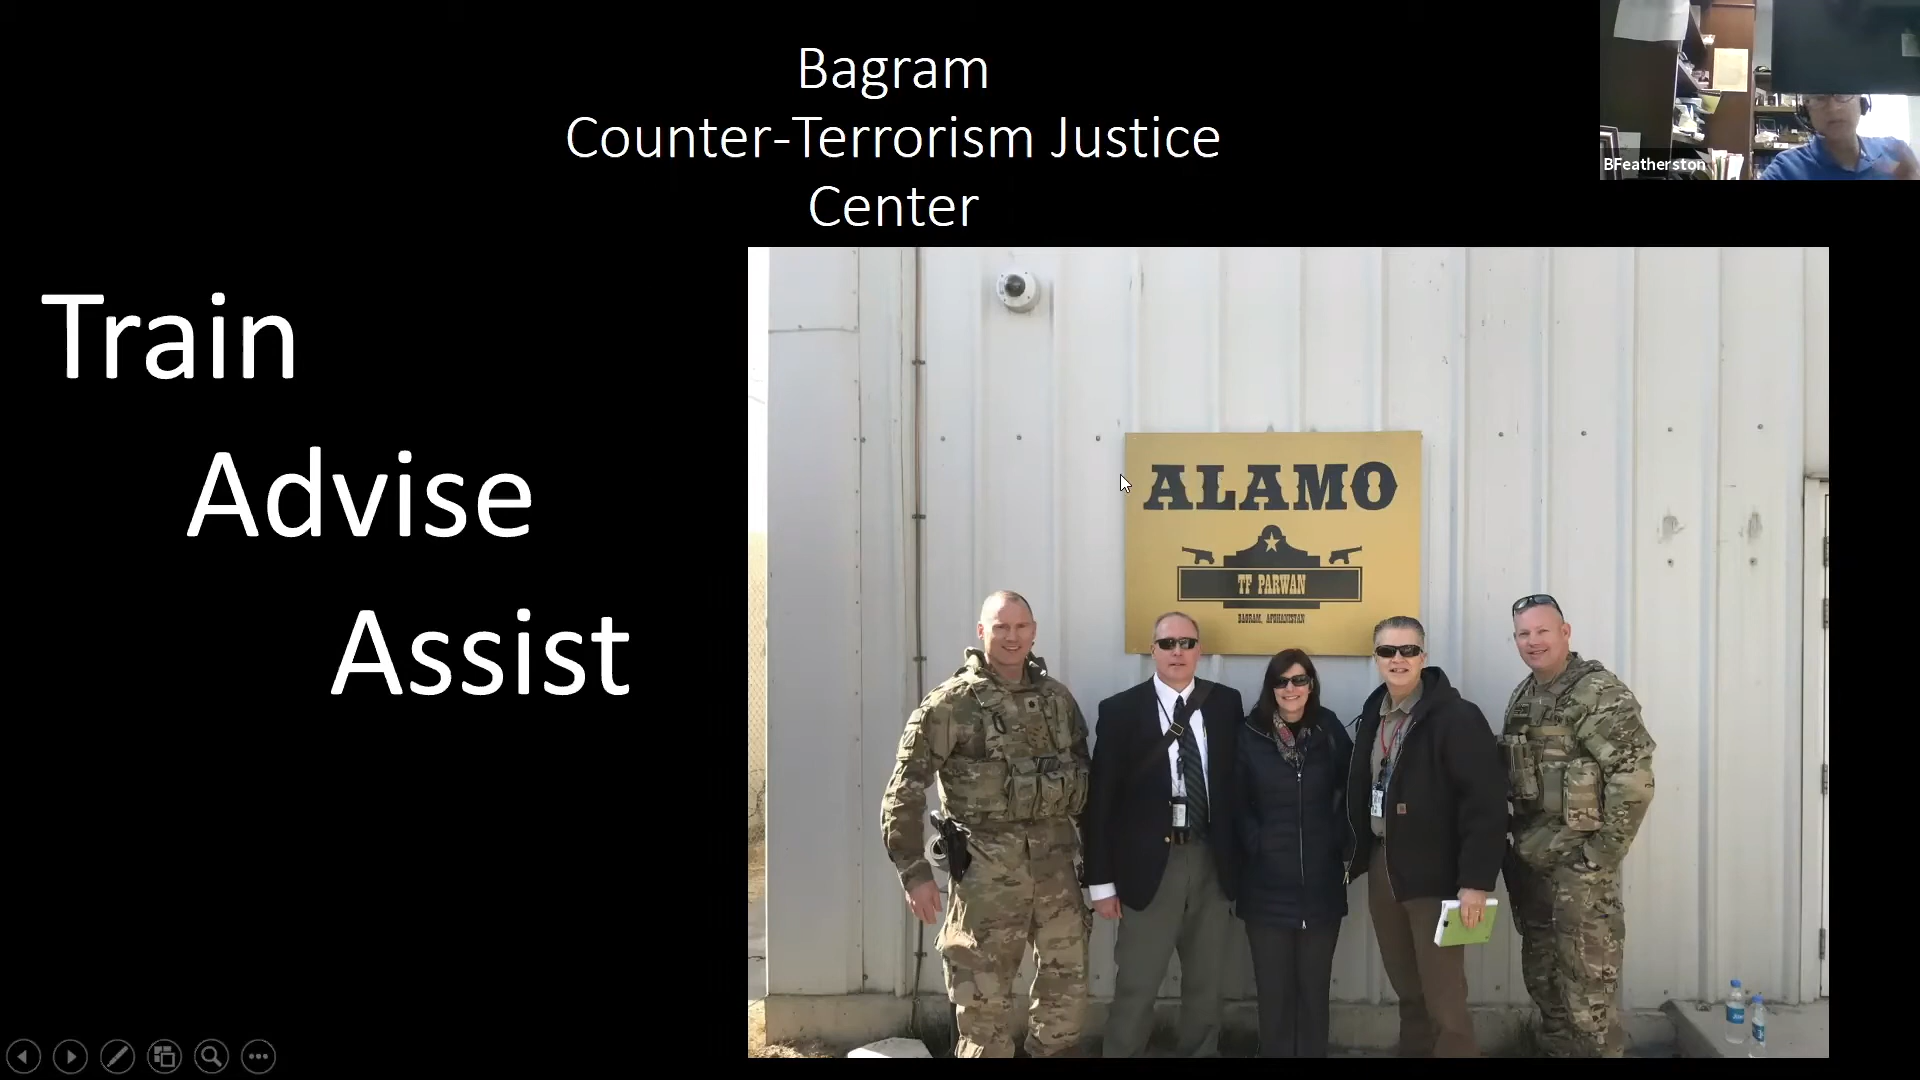 Bagram
Counter-Terrorism Justice
Center
BFeatherston
Train
Advise
Assist
ALAMO
TF PARWAN
BAGRAM, AFGHANISTAN